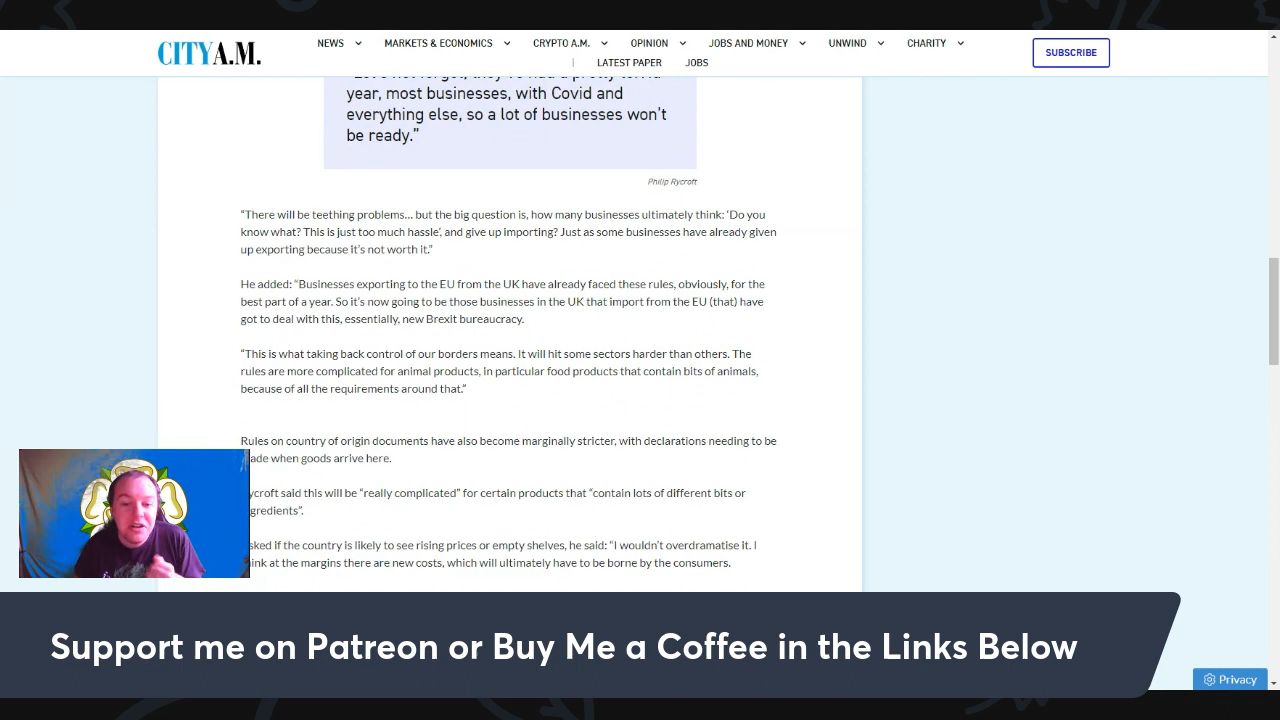 CITY A.M.
NEWS
MARKETS & ECONOMICS
CRYPTO A.M.
OPINION
JOBS AND MONEY
UNWIND
CHARITY
LATEST PAPER
JOBS
SUBSCRIBE
year, most businesses, with Covid and
everything else, so a lot of businesses won’t
be ready.”
Philip Rycroft
“There will be teething problems… but the big question is, how many businesses ultimately think: ‘Do you
know what? This is just too much hassle’, and give up importing? Just as some businesses have already given
up exporting because it’s not worth it.”
He added: “Businesses exporting to the EU from the UK have already faced these rules, obviously, for the
best part of a year. So it’s now going to be those businesses in the UK that import from the EU (that) have
got to deal with this, essentially, new Brexit bureaucracy.
“This is what taking back control of our borders means. It will hit some sectors harder than others. The
rules are more complicated for animal products, in particular food products that contain bits of animals,
because of all the requirements around that.”
Rules on country of origin documents have also become marginally stricter, with declarations needing to be
ade when goods arrive here.
ycroft said this will be “really complicated” for certain products that “contain lots of different bits or
gredients”.
sked if the country is likely to see rising prices or empty shelves, he said: “I wouldn’t overdramatise it. I
ink at the margins there are new costs, which will ultimately have to be borne by the consumers.
Support me on Patreon or Buy Me a Coffee in the Links Below
Privacy